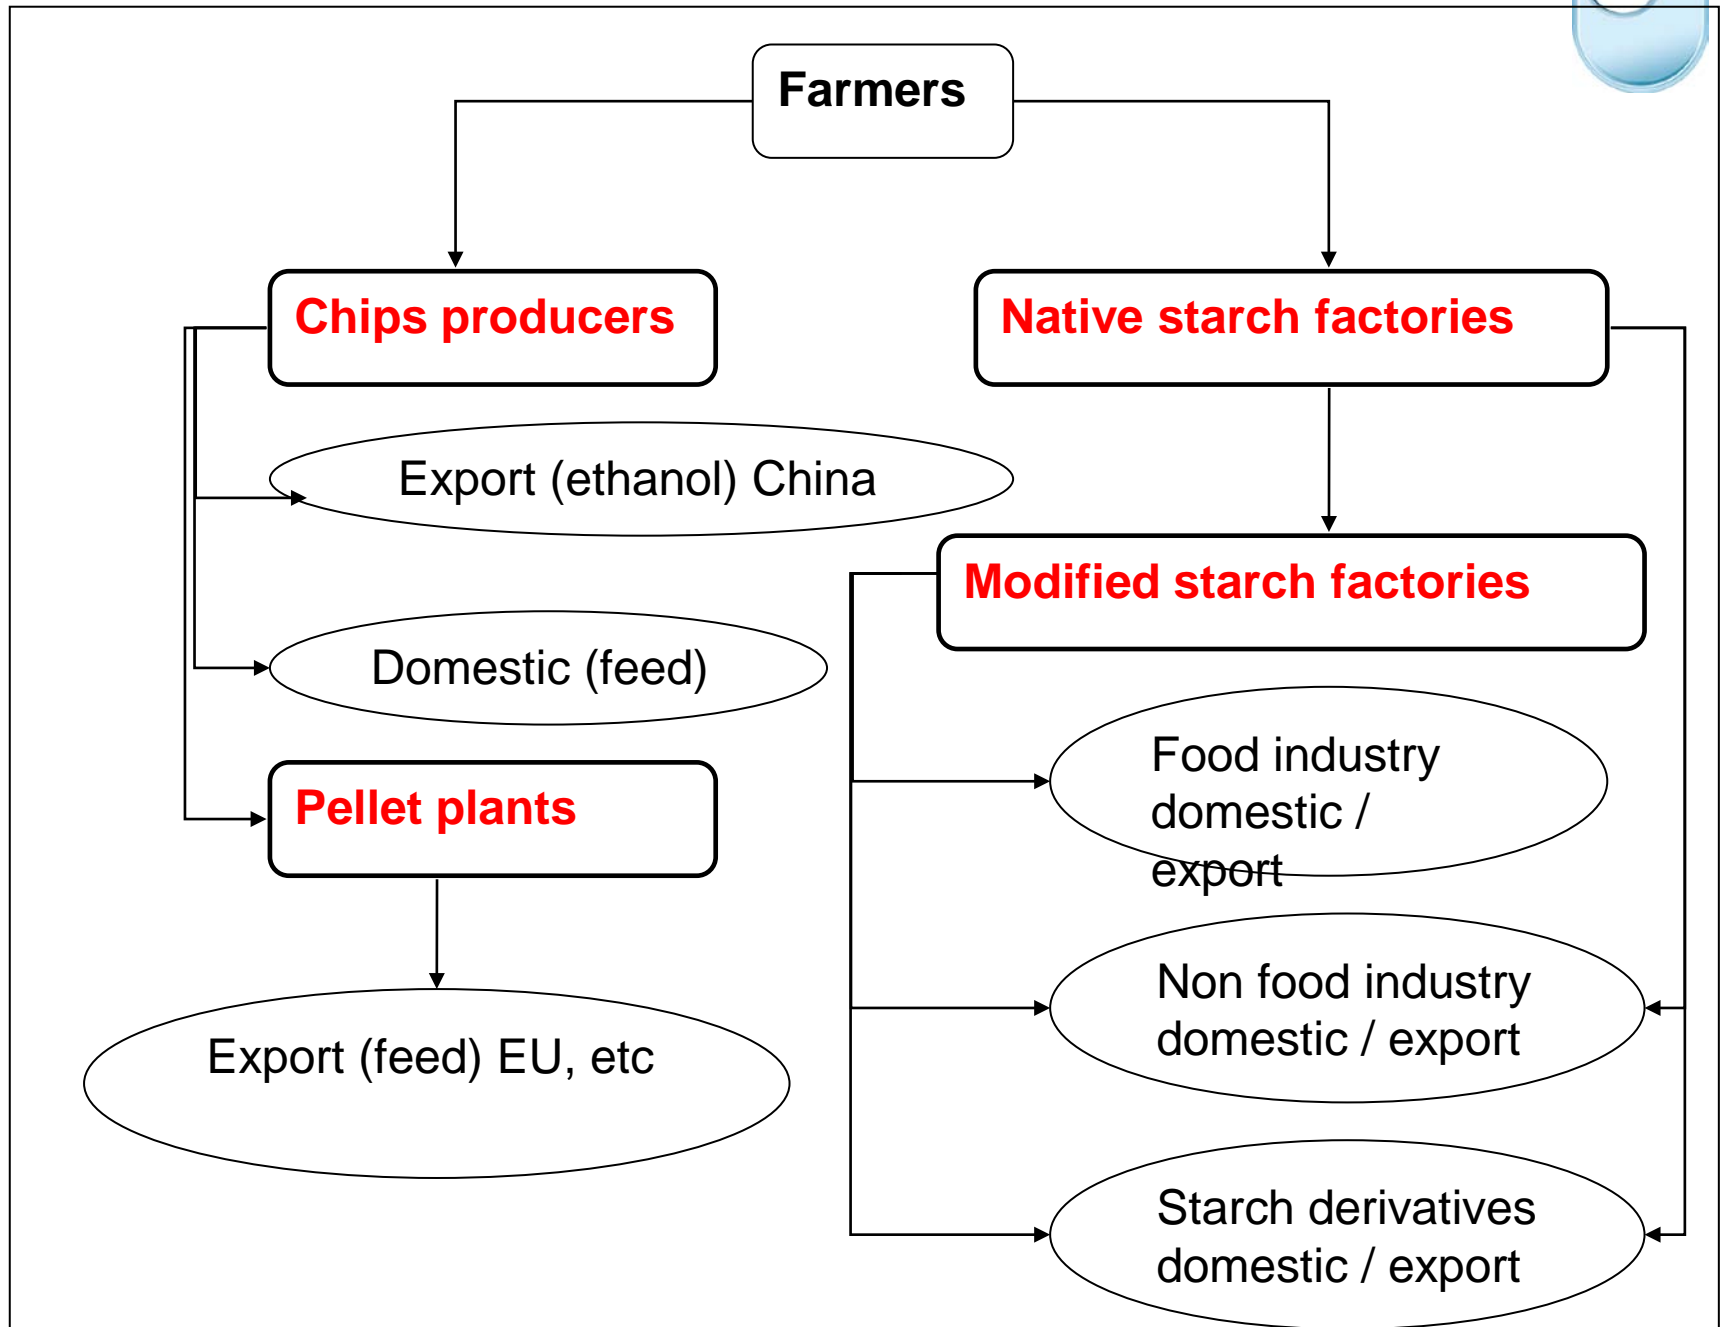 Farmers
Chips producers
Native starch factories
Export (ethanol) China
Modified starch factories
Domestic (feed)
Food industry
domestic /
export
Pellet plants
Non food industry
domestic / export
Export (feed) EU, etc
Starch derivatives
domestic / export